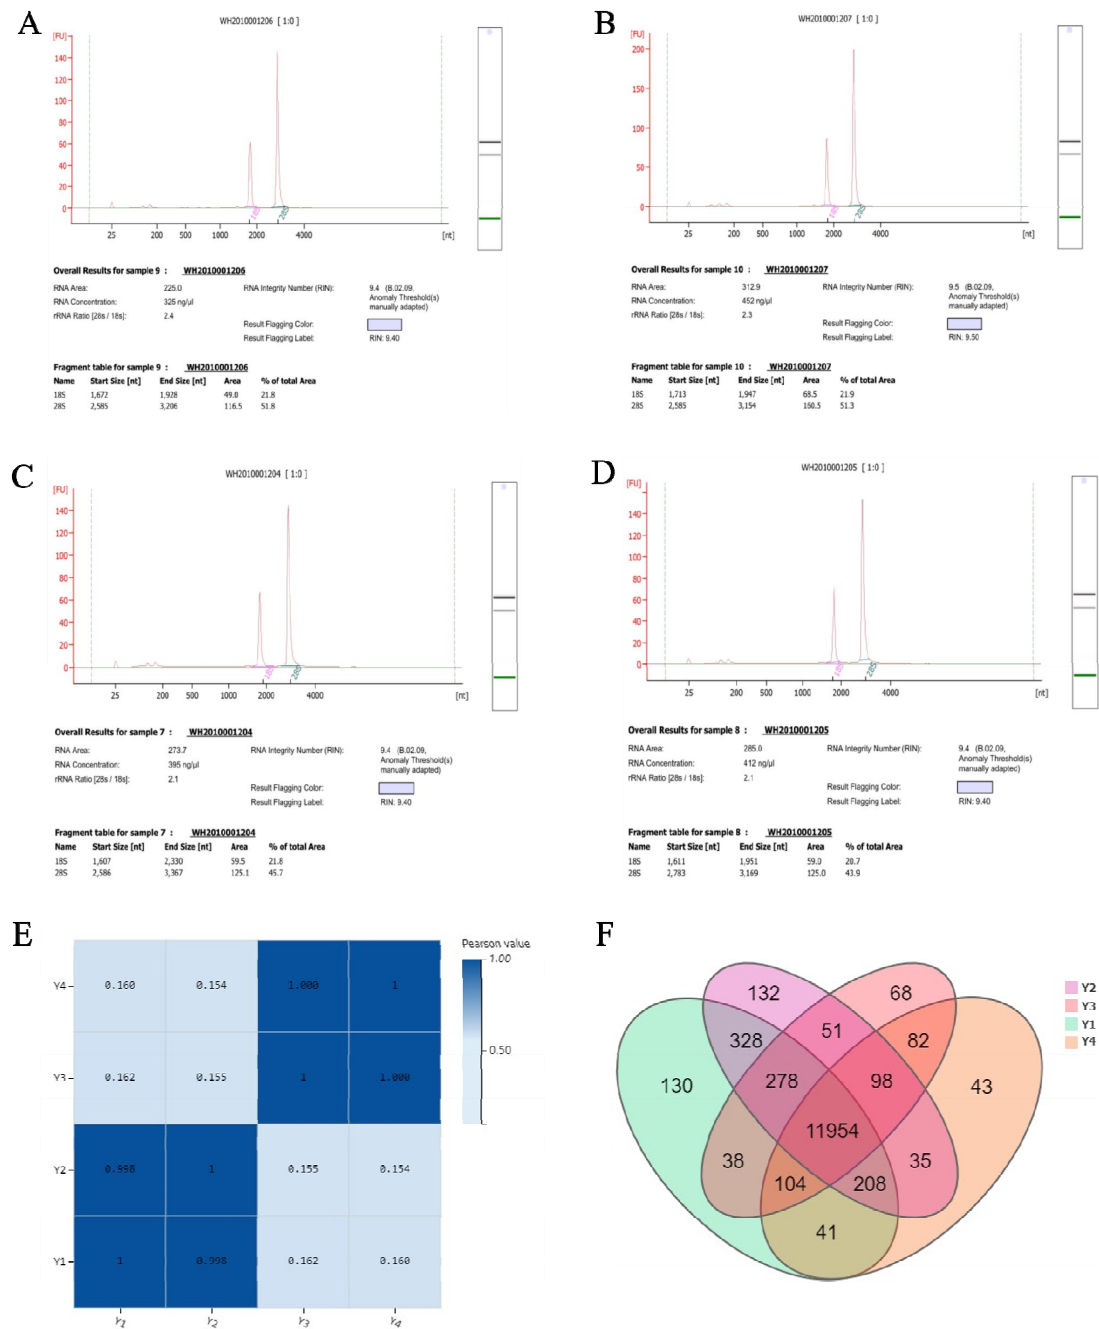 A
WH2010001206 [ 1:0 ]
[FU]
140
120
100
80
60
40
20
0
18S
28S
25 200 500 1000 2000 4000 [nt]
Overall Results for sample 9 : WH2010001206
RNA Area: 225.0 RNA Integrity Number (RIN): 9.4 (B.02.09,
RNA Concentration: 325 ng/µl Anomaly Threshold(s)
rRNA Ratio [28s / 18s]: 2.4 manually adapted)
Result Flagging Color:
Result Flagging Label: RIN: 9.40
Fragment table for sample 9 : WH2010001206
Name Start Size [nt] End Size [nt] Area % of total Area
18S 1,672 1,928 49.0 21.8
28S 2,585 3,206 116.5 51.8
B
WH2010001207 [ 1:0 ]
[FU]
200
150
100
50
0
18S
28S
25 200 500 1000 2000 4000 [nt]
Overall Results for sample 10 : WH2010001207
RNA Area: 312.9 RNA Integrity Number (RIN): 9.5 (B.02.09,
RNA Concentration: 452 ng/µl Anomaly Threshold(s)
rRNA Ratio [28s / 18s]: 2.3 manually adapted)
Result Flagging Color:
Result Flagging Label: RIN: 9.50
Fragment table for sample 10 : WH2010001207
Name Start Size [nt] End Size [nt] Area % of total Area
18S 1,713 1,947 68.5 21.9
28S 2,585 3,154 160.5 51.3
C
WH2010001204 [ 1:0 ]
[FU]
140
120
100
80
60
40
20
0
18S
28S
25 200 500 1000 2000 4000 [nt]
Overall Results for sample 7 : WH2010001204
RNA Area: 273.7 RNA Integrity Number (RIN): 9.4 (B.02.09,
RNA Concentration: 395 ng/µl Anomaly Threshold(s)
rRNA Ratio [28s / 18s]: 2.1 manually adapted)
Result Flagging Color:
Result Flagging Label: RIN: 9.40
Fragment table for sample 7 : WH2010001204
Name Start Size [nt] End Size [nt] Area % of total Area
18S 1,607 2,330 59.5 21.8
28S 2,586 3,367 125.1 45.7
D
WH2010001205 [ 1:0 ]
[FU]
140
120
100
80
60
40
20
0
18S
28S
25 200 500 1000 2000 4000 [nt]
Overall Results for sample 8 : WH2010001205
RNA Area: 285.0 RNA Integrity Number (RIN): 9.4 (B.02.09,
RNA Concentration: 412 ng/µl Anomaly Threshold(s)
rRNA Ratio [28s / 18s]: 2.1 manually adapted)
Result Flagging Color:
Result Flagging Label: RIN: 9.40
Fragment table for sample 8 : WH2010001205
Name Start Size [nt] End Size [nt] Area % of total Area
18S 1,611 1,951 59.0 20.7
28S 2,783 3,169 125.0 43.9
E
Pearson value
1.00
0.50
Y4 0.160 0.154 1.000 1
Y3 0.162 0.155 1 1.000
Y2 0.998 1 0.155 0.154
Y1 1 0.998 0.162 0.160
Y1 Y2 Y3 Y4
F
132 68
328 51 82
130 278 98 43
11954
38 35
104 208
41
Y2
Y3
Y1
Y4